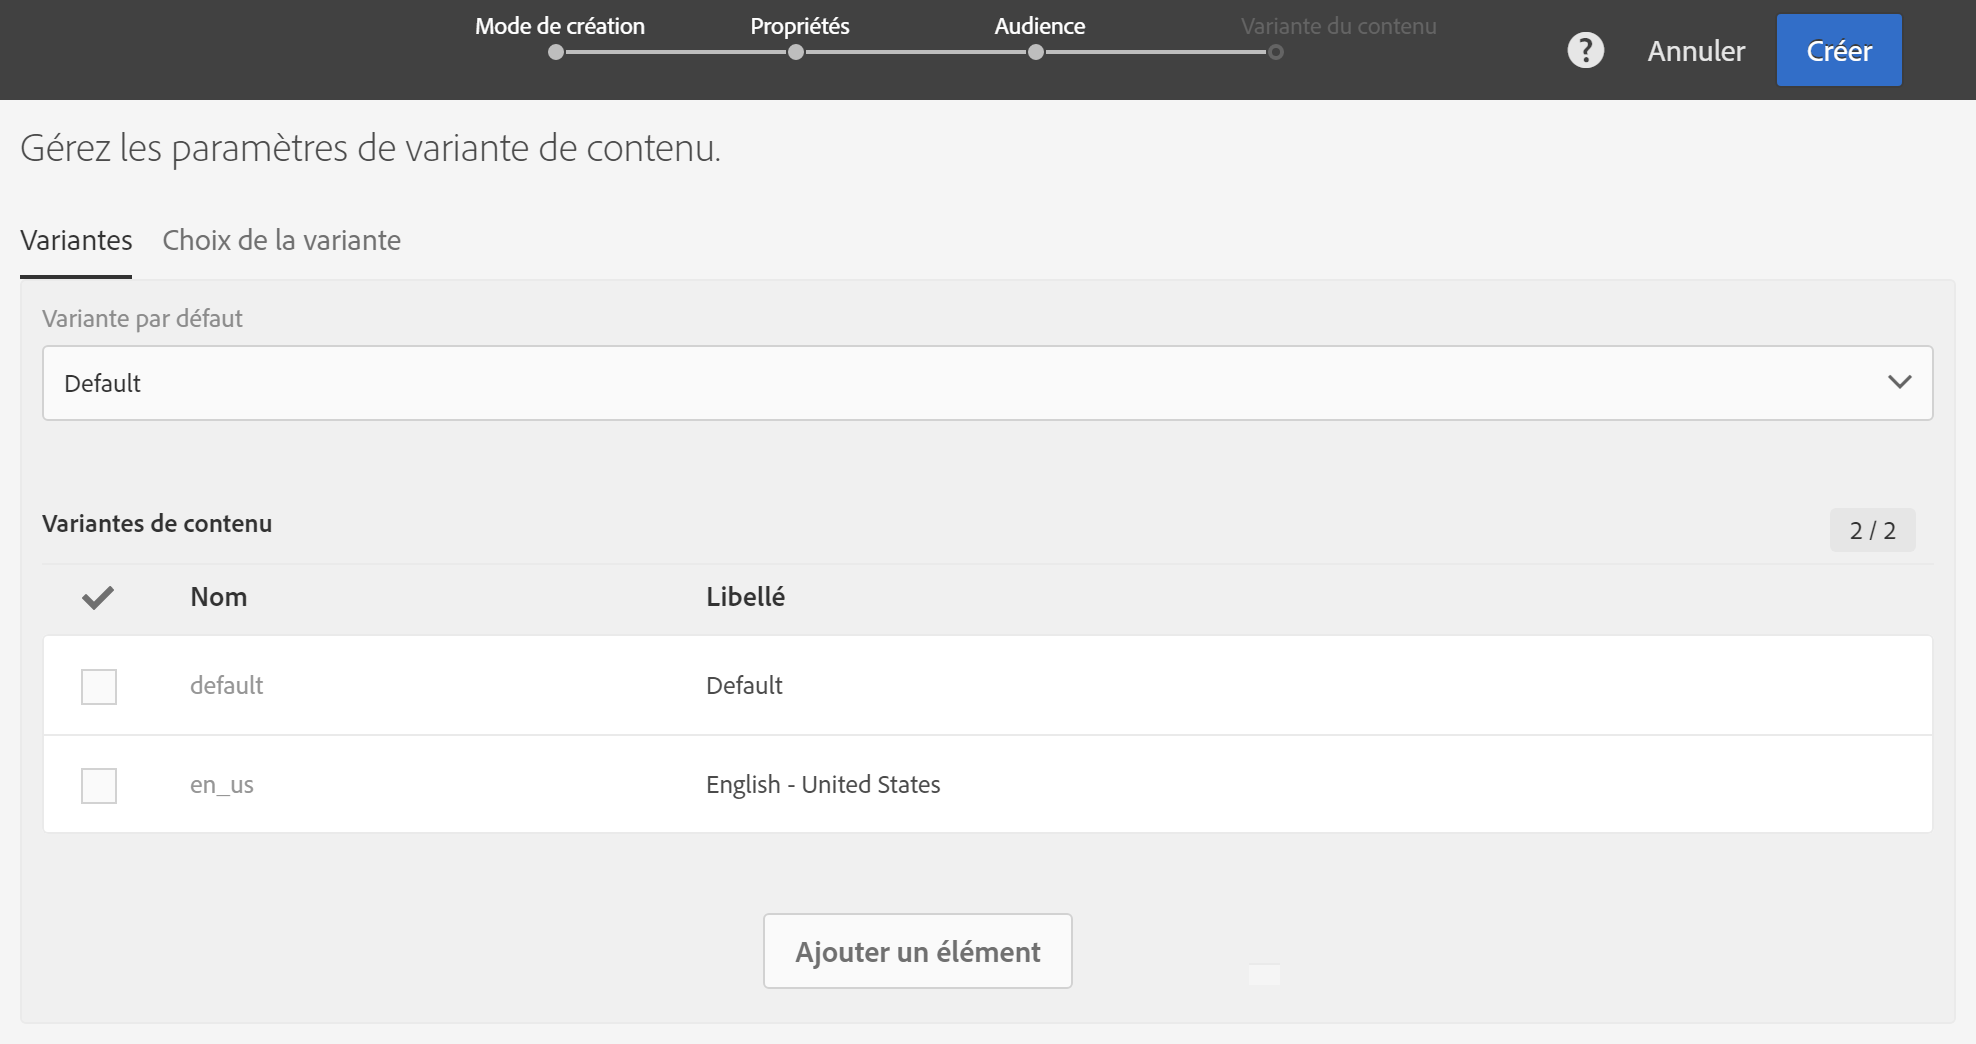 Mode de création
Propriétés
Audience
Variante du contenu
?
Annuler
Créer
Gérez les paramètres de variante de contenu.
Variantes
Choix de la variante
Variante par défaut
Default
Variantes de contenu
2 / 2
Nom
Libellé
default
Default
en_us
English - United States
Ajouter un élément